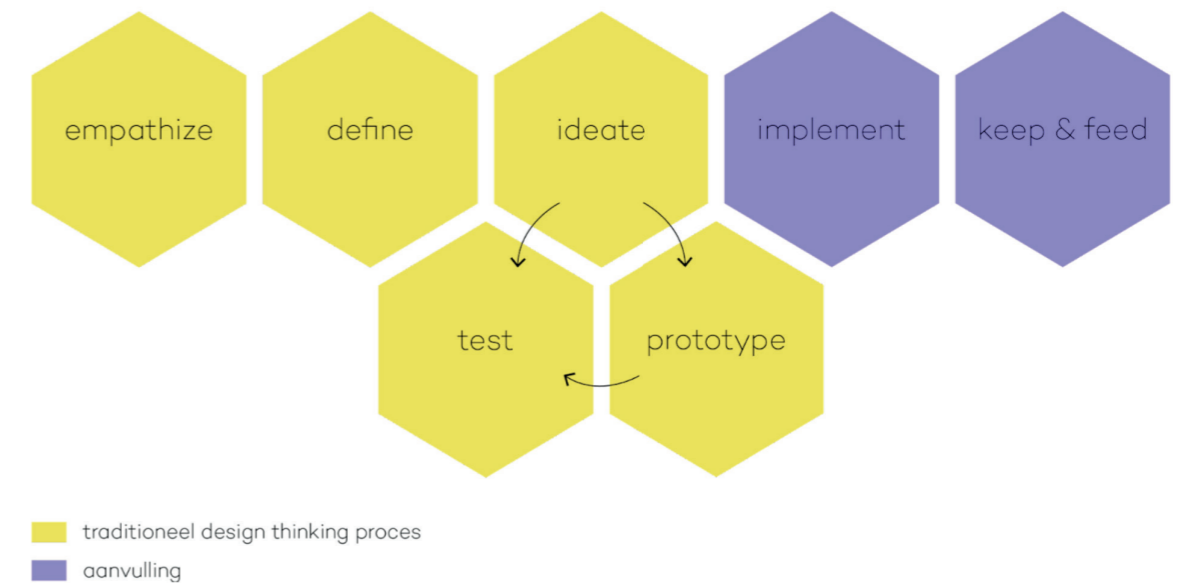 empathize
define
ideate
implement
keep & feed
test
prototype
traditioneel design thinking proces
aanvulling